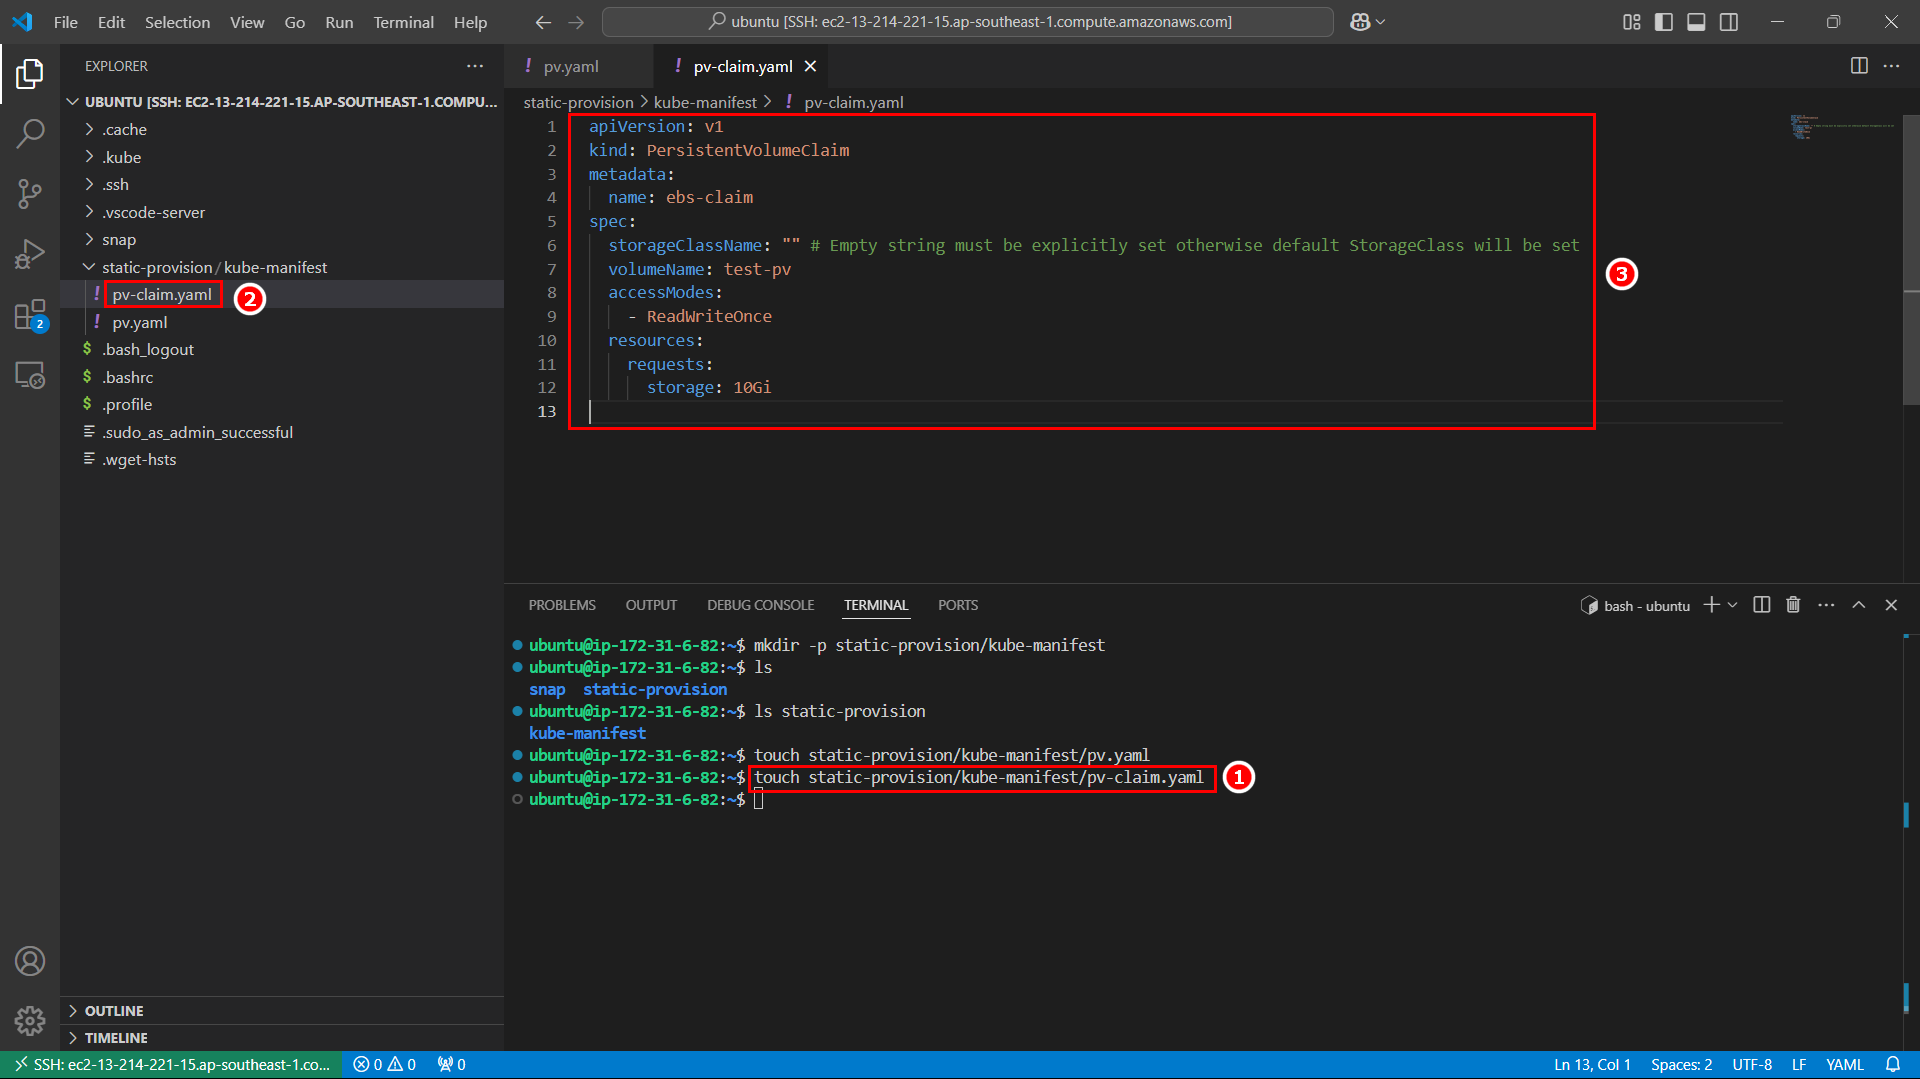 File Edit Selection View Go Run Terminal Help
ubuntu [SSH: ec2-13-214-221-15.ap-southeast-1.compute.amazonaws.com]
EXPLORER
UBUNTU [SSH: EC2-13-214-221-15.AP-SOUTHEAST-1.COMPU...
.cache
.kube
.ssh
.vscode-server
snap
static-provision/kube-manifest
! pv-claim.yaml
2
! pv.yaml
$ .bash_logout
$ .bashrc
$ .profile
.sudo_as_admin_successful
.wget-hsts
2
OUTLINE
TIMELINE
! pv.yaml
! pv-claim.yaml
static-provision > kube-manifest > ! pv-claim.yaml
1 apiVersion: v1
2 kind: PersistentVolumeClaim
3 metadata:
4 name: ebs-claim
5 spec:
6 storageClassName: "" # Empty string must be explicitly set otherwise default StorageClass will be set
7 volumeName: test-pv
8 accessModes:
9 - ReadWriteOnce
10 resources:
11 requests:
12 storage: 10Gi
13
3
PROBLEMS OUTPUT DEBUG CONSOLE TERMINAL PORTS
bash - ubuntu
ubuntu@ip-172-31-6-82:~$ mkdir -p static-provision/kube-manifest
ubuntu@ip-172-31-6-82:~$ ls
snap static-provision
ubuntu@ip-172-31-6-82:~$ ls static-provision
kube-manifest
ubuntu@ip-172-31-6-82:~$ touch static-provision/kube-manifest/pv.yaml
ubuntu@ip-172-31-6-82:~$ touch static-provision/kube-manifest/pv-claim.yaml
1
ubuntu@ip-172-31-6-82:~$
SSH: ec2-13-214-221-15.ap-southeast-1.co... 0 0 0
Ln 13, Col 1 Spaces: 2 UTF-8 LF YAML